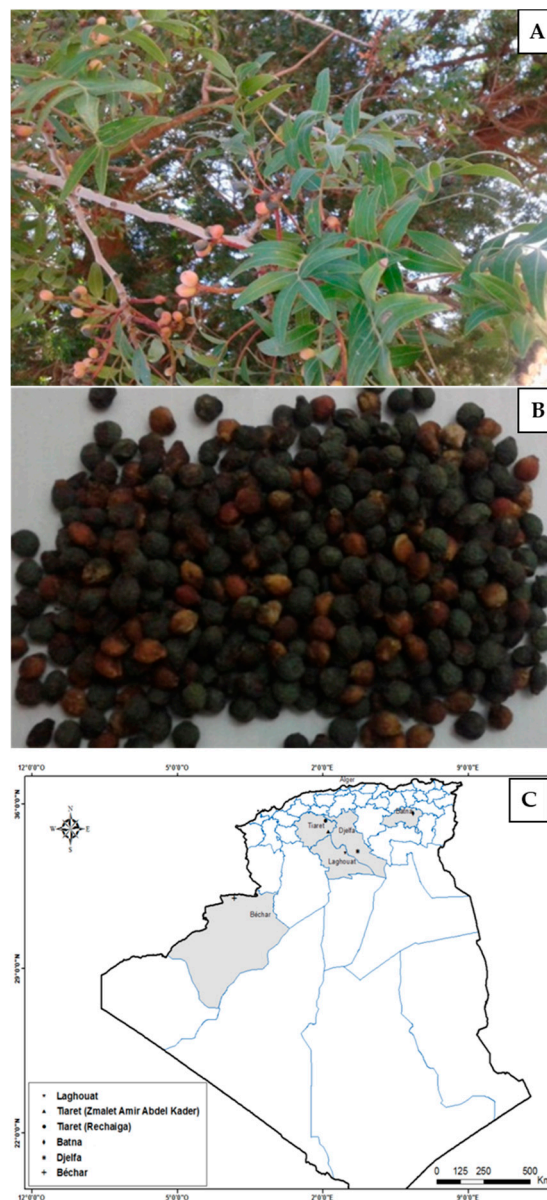 A
B
C
12°0'0"O 5°0'0"O 2°0'0"E 9°0'0"E
36°0'0"N
29°0'0"N
22°0'0"N
N
W E
S
Alger
Batna
Tiaret
Djelfa
Laghouat
Béchar
Laghouat
Tiaret (Zmalet Amir Abdel Kader)
Tiaret (Rechaiga)
Batna
Djelfa
Béchar
0 125 250 500
Km
12°0'0"O 5°0'0"O 2°0'0"E 9°0'0"E